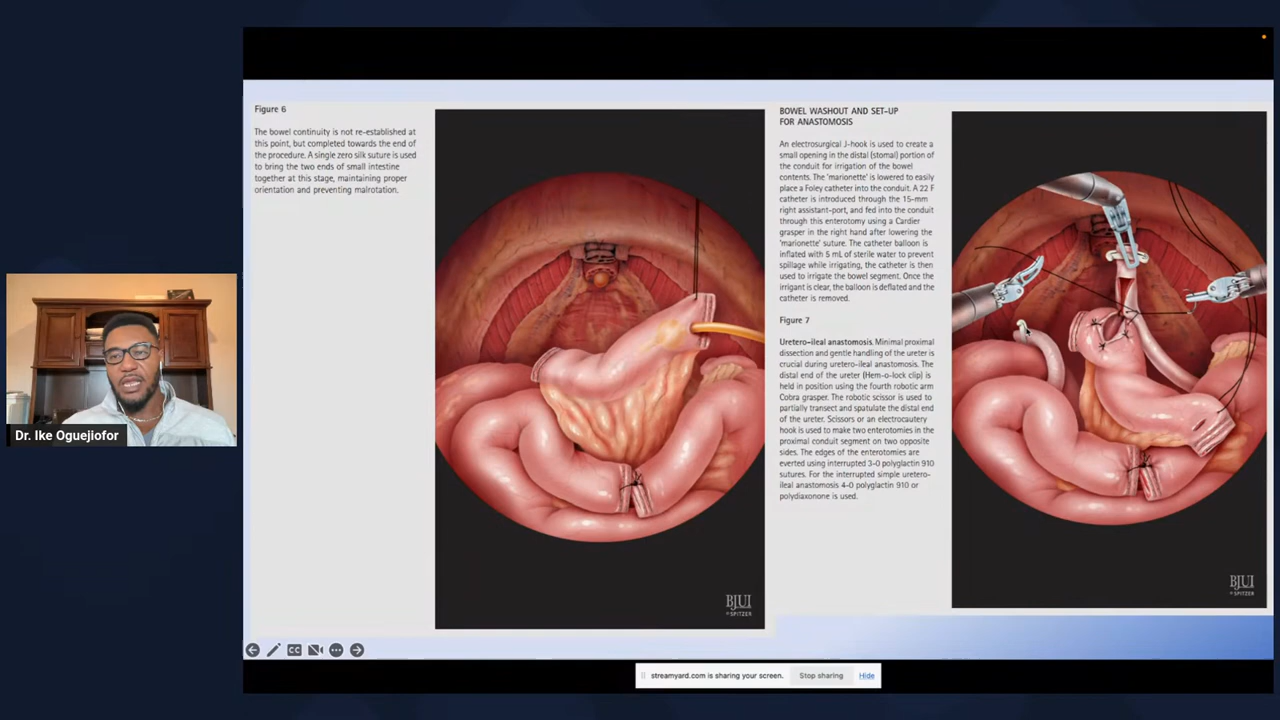 Figure 6
The bowel continuity is not re-established at
this point, but completed towards the end of
the procedure. A single zero silk suture is used
to bring the two ends of small intestine
together at this stage, maintaining proper
orientation and preventing malrotation.
BJUI
© SPITZER
BOWEL WASHOUT AND SET-UP
FOR ANASTOMOSIS
An electrosurgical J-hook is used to create a
small opening in the distal (stomal) portion of
the conduit for irrigation of the bowel
contents. The 'marionette' is lowered to easily
place a Foley catheter into the conduit. A 22 F
catheter is introduced through the 15-mm
right assistant-port, and fed into the conduit
through this enterotomy using a Cardier
grasper in the right hand after lowering the
'marionette' suture. The catheter balloon is
inflated with 5 mL of sterile water to prevent
spillage while irrigating, the catheter is then
used to irrigate the bowel segment. Once the
irrigant is clear, the balloon is deflated and the
catheter is removed.
Figure 7
Uretero-ileal anastomosis. Minimal proximal
dissection and gentle handling of the ureter is
crucial during uretero-ileal anastomosis. The
distal end of the ureter (Hem-o-lock clip) is
held in position using the fourth robotic arm
Cobra grasper. The robotic scissor is used to
partially transect and spatulate the distal end
of the ureter. Scissors or an electrocautery
hook is used to make two enterotomies in the
proximal conduit segment on two opposite
sides. The edges of the enterotomies are
everted using interrupted 3-0 polyglactin 910
sutures. For the interrupted simple uretero-
ileal anastomosis 4-0 polyglactin 910 or
polydiaxonone is used.
BJUI
© SPITZER
Dr. Ike Oguejiofor
CC
streamyard.com is sharing your screen.
Stop sharing
Hide